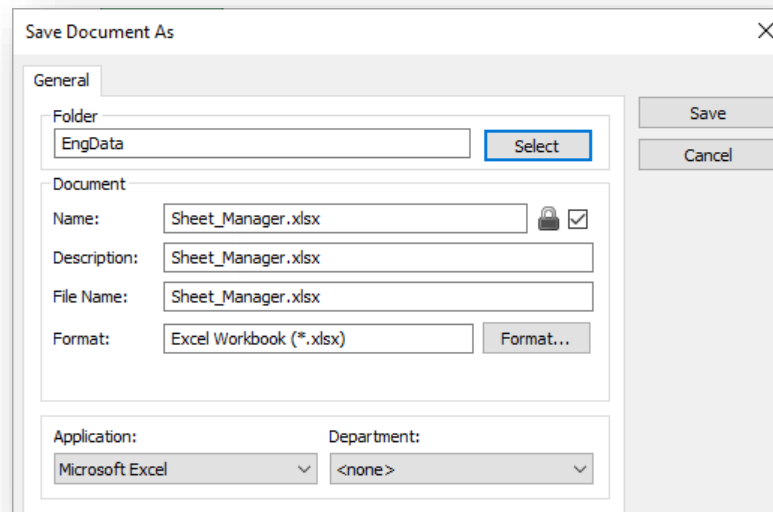 Save Document As
General
Folder
EngData Select
Save
Cancel
Document
Name: Sheet_Manager.xlsx
Description: Sheet_Manager.xlsx
File Name: Sheet_Manager.xlsx
Format: Excel Workbook (*.xlsx) Format...
Application: Department:
Microsoft Excel <none>